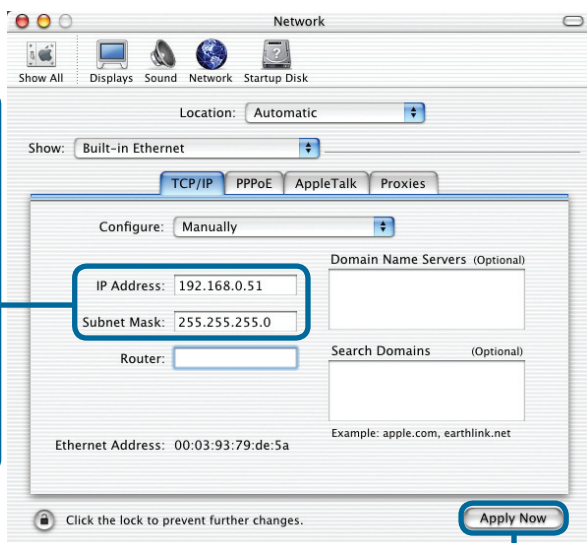 Network
Show All Displays Sound Network Startup Disk
Location: Automatic
Show: Built-in Ethernet
TCP/IP PPPoE AppleTalk Proxies
Configure: Manually
Domain Name Servers (Optional)
IP Address: 192.168.0.51
Subnet Mask: 255.255.255.0
Router:
Search Domains (Optional)
Example: apple.com, earthlink.net
Ethernet Address: 00:03:93:79:de:5a
Click the lock to prevent further changes.
Apply Now